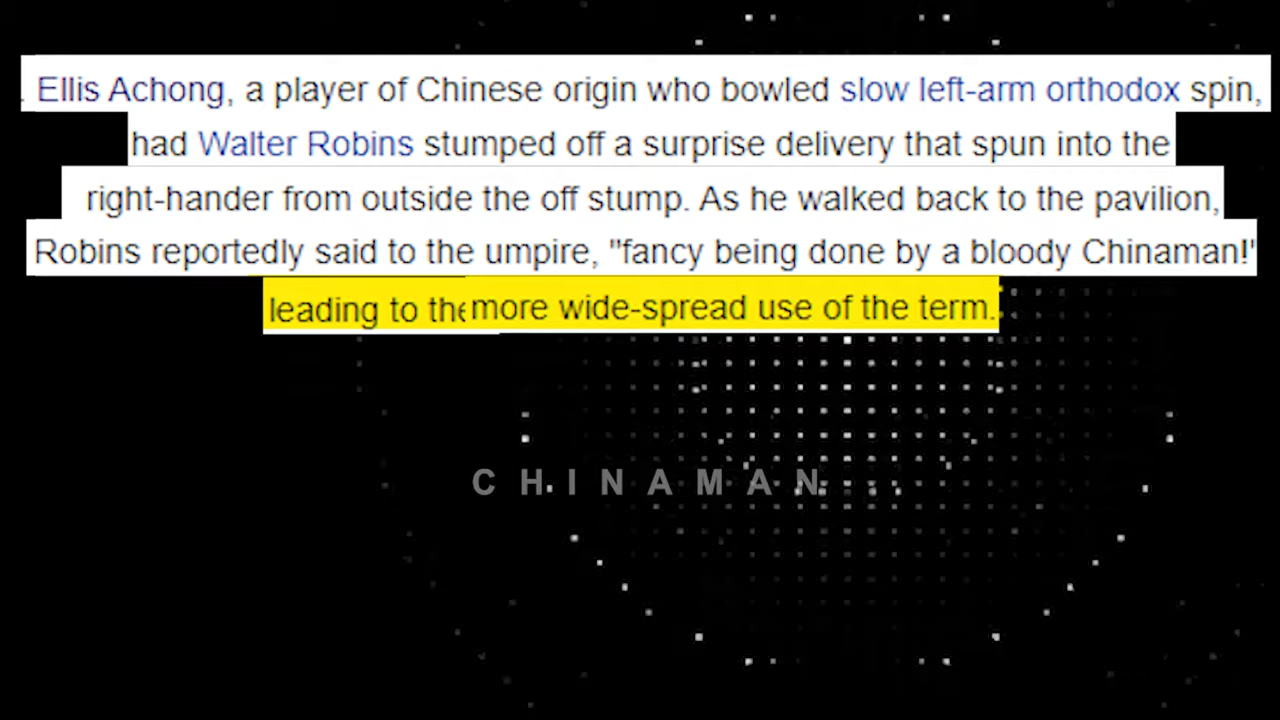 . Ellis Achong, a player of Chinese origin who bowled slow left-arm orthodox spin,
had Walter Robins stumped off a surprise delivery that spun into the
right-hander from outside the off stump. As he walked back to the pavilion,
Robins reportedly said to the umpire, "fancy being done by a bloody Chinaman!"
leading to the more wide-spread use of the term.
CHINAMAN